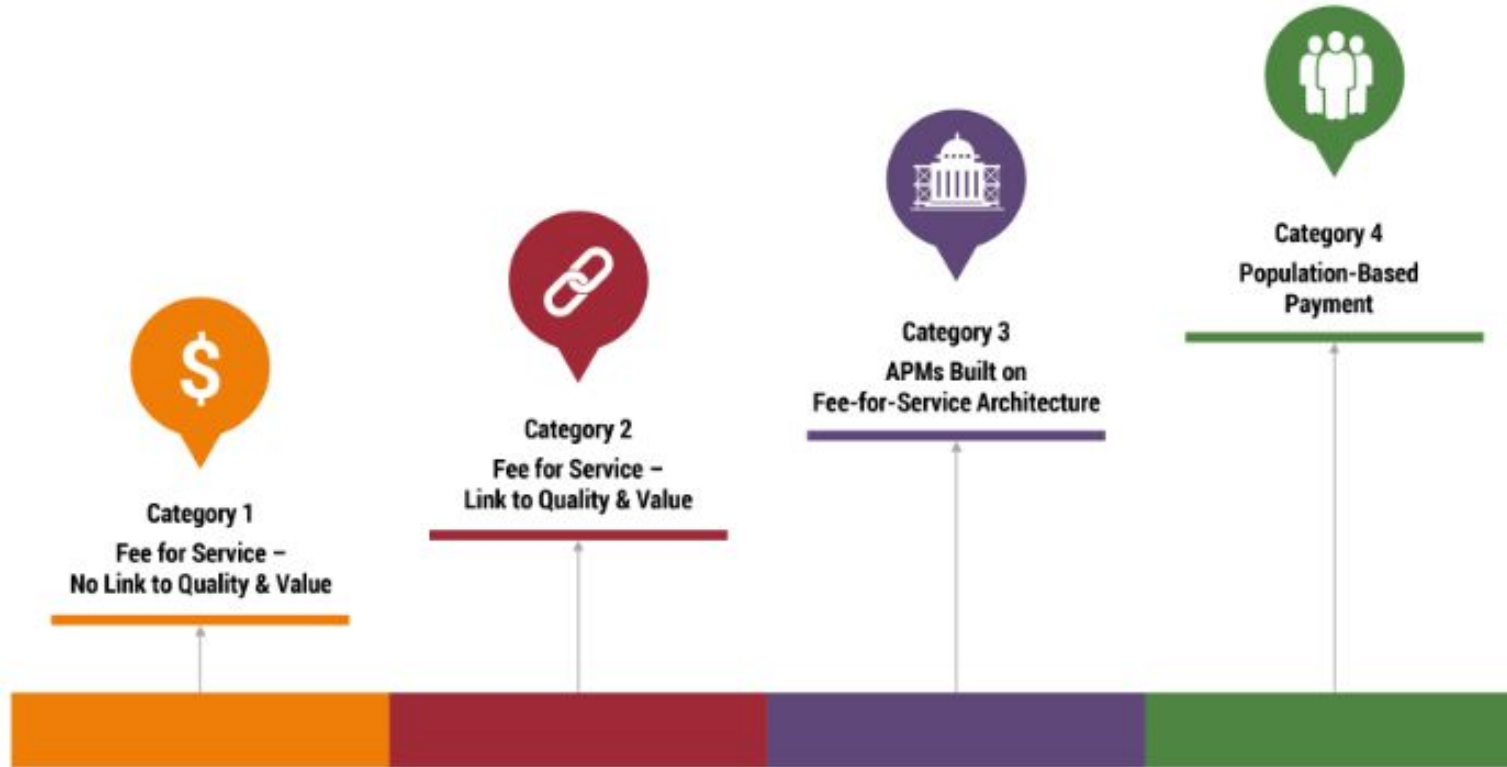 $
Category 1
Fee for Service –
No Link to Quality & Value
Category 2
Fee for Service –
Link to Quality & Value
Category 3
APMs Built on
Fee-for-Service Architecture
Category 4
Population-Based
Payment